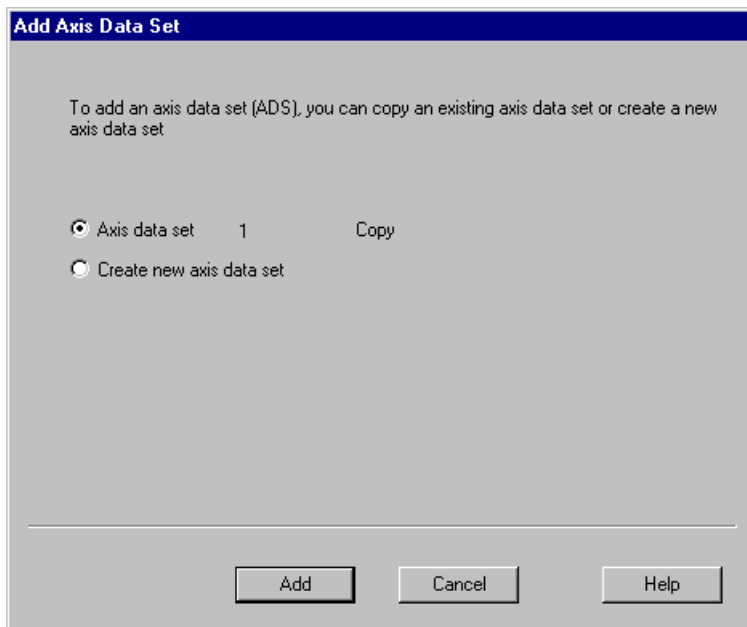 Add Axis Data Set
To add an axis data set (ADS), you can copy an existing axis data set or create a new
axis data set
Axis data set 1 Copy
Create new axis data set
Add Cancel Help